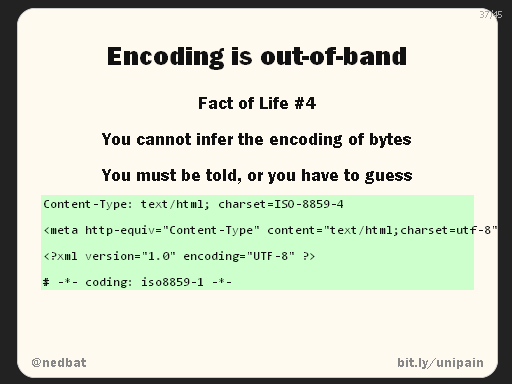 37/45
Encoding is out-of-band
Fact of Life #4
You cannot infer the encoding of bytes
You must be told, or you have to guess
Content-Type: text/html; charset=ISO-8859-4
<meta http-equiv="Content-Type" content="text/html;charset=utf-8"
<?xml version="1.0" encoding="UTF-8" ?>
# -*- coding: iso8859-1 -*-
@nedbat
bit.ly/unipain